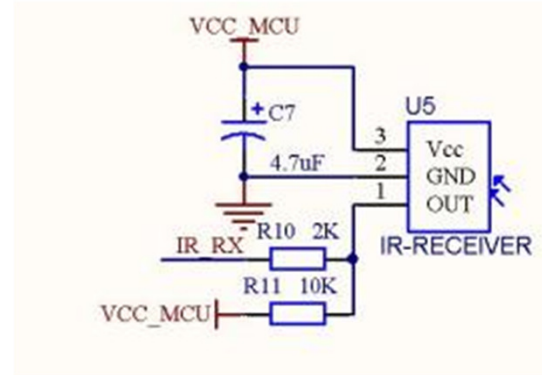 VCC_MCU
U5
+ C7
3 Vcc
4.7uF 2 GND
1 OUT
R10 2K
IR_RX
IR-RECEIVER
R11 10K
VCC_MCU